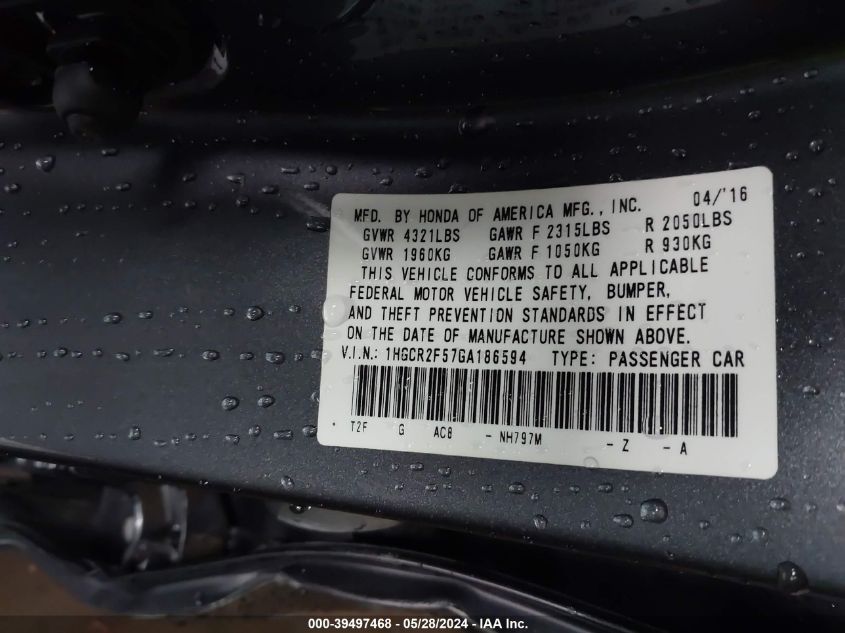 MFD. BY HONDA OF AMERICA MFG., INC. 04/'16
GVWR 4321LBS GAWR F 2315LBS R 2050LBS
GVWR 1960KG GAWR F 1050KG R 930KG
THIS VEHICLE CONFORMS TO ALL APPLICABLE
FEDERAL MOTOR VEHICLE SAFETY, BUMPER,
AND THEFT PREVENTION STANDARDS IN EFFECT
ON THE DATE OF MANUFACTURE SHOWN ABOVE.
V.I.N.: 1HGCR2F57GA186594 TYPE: PASSENGER CAR
* T2F G AC8 - NH797M - Z - A
000-39497468 - 05/28/2024 - IAA Inc.